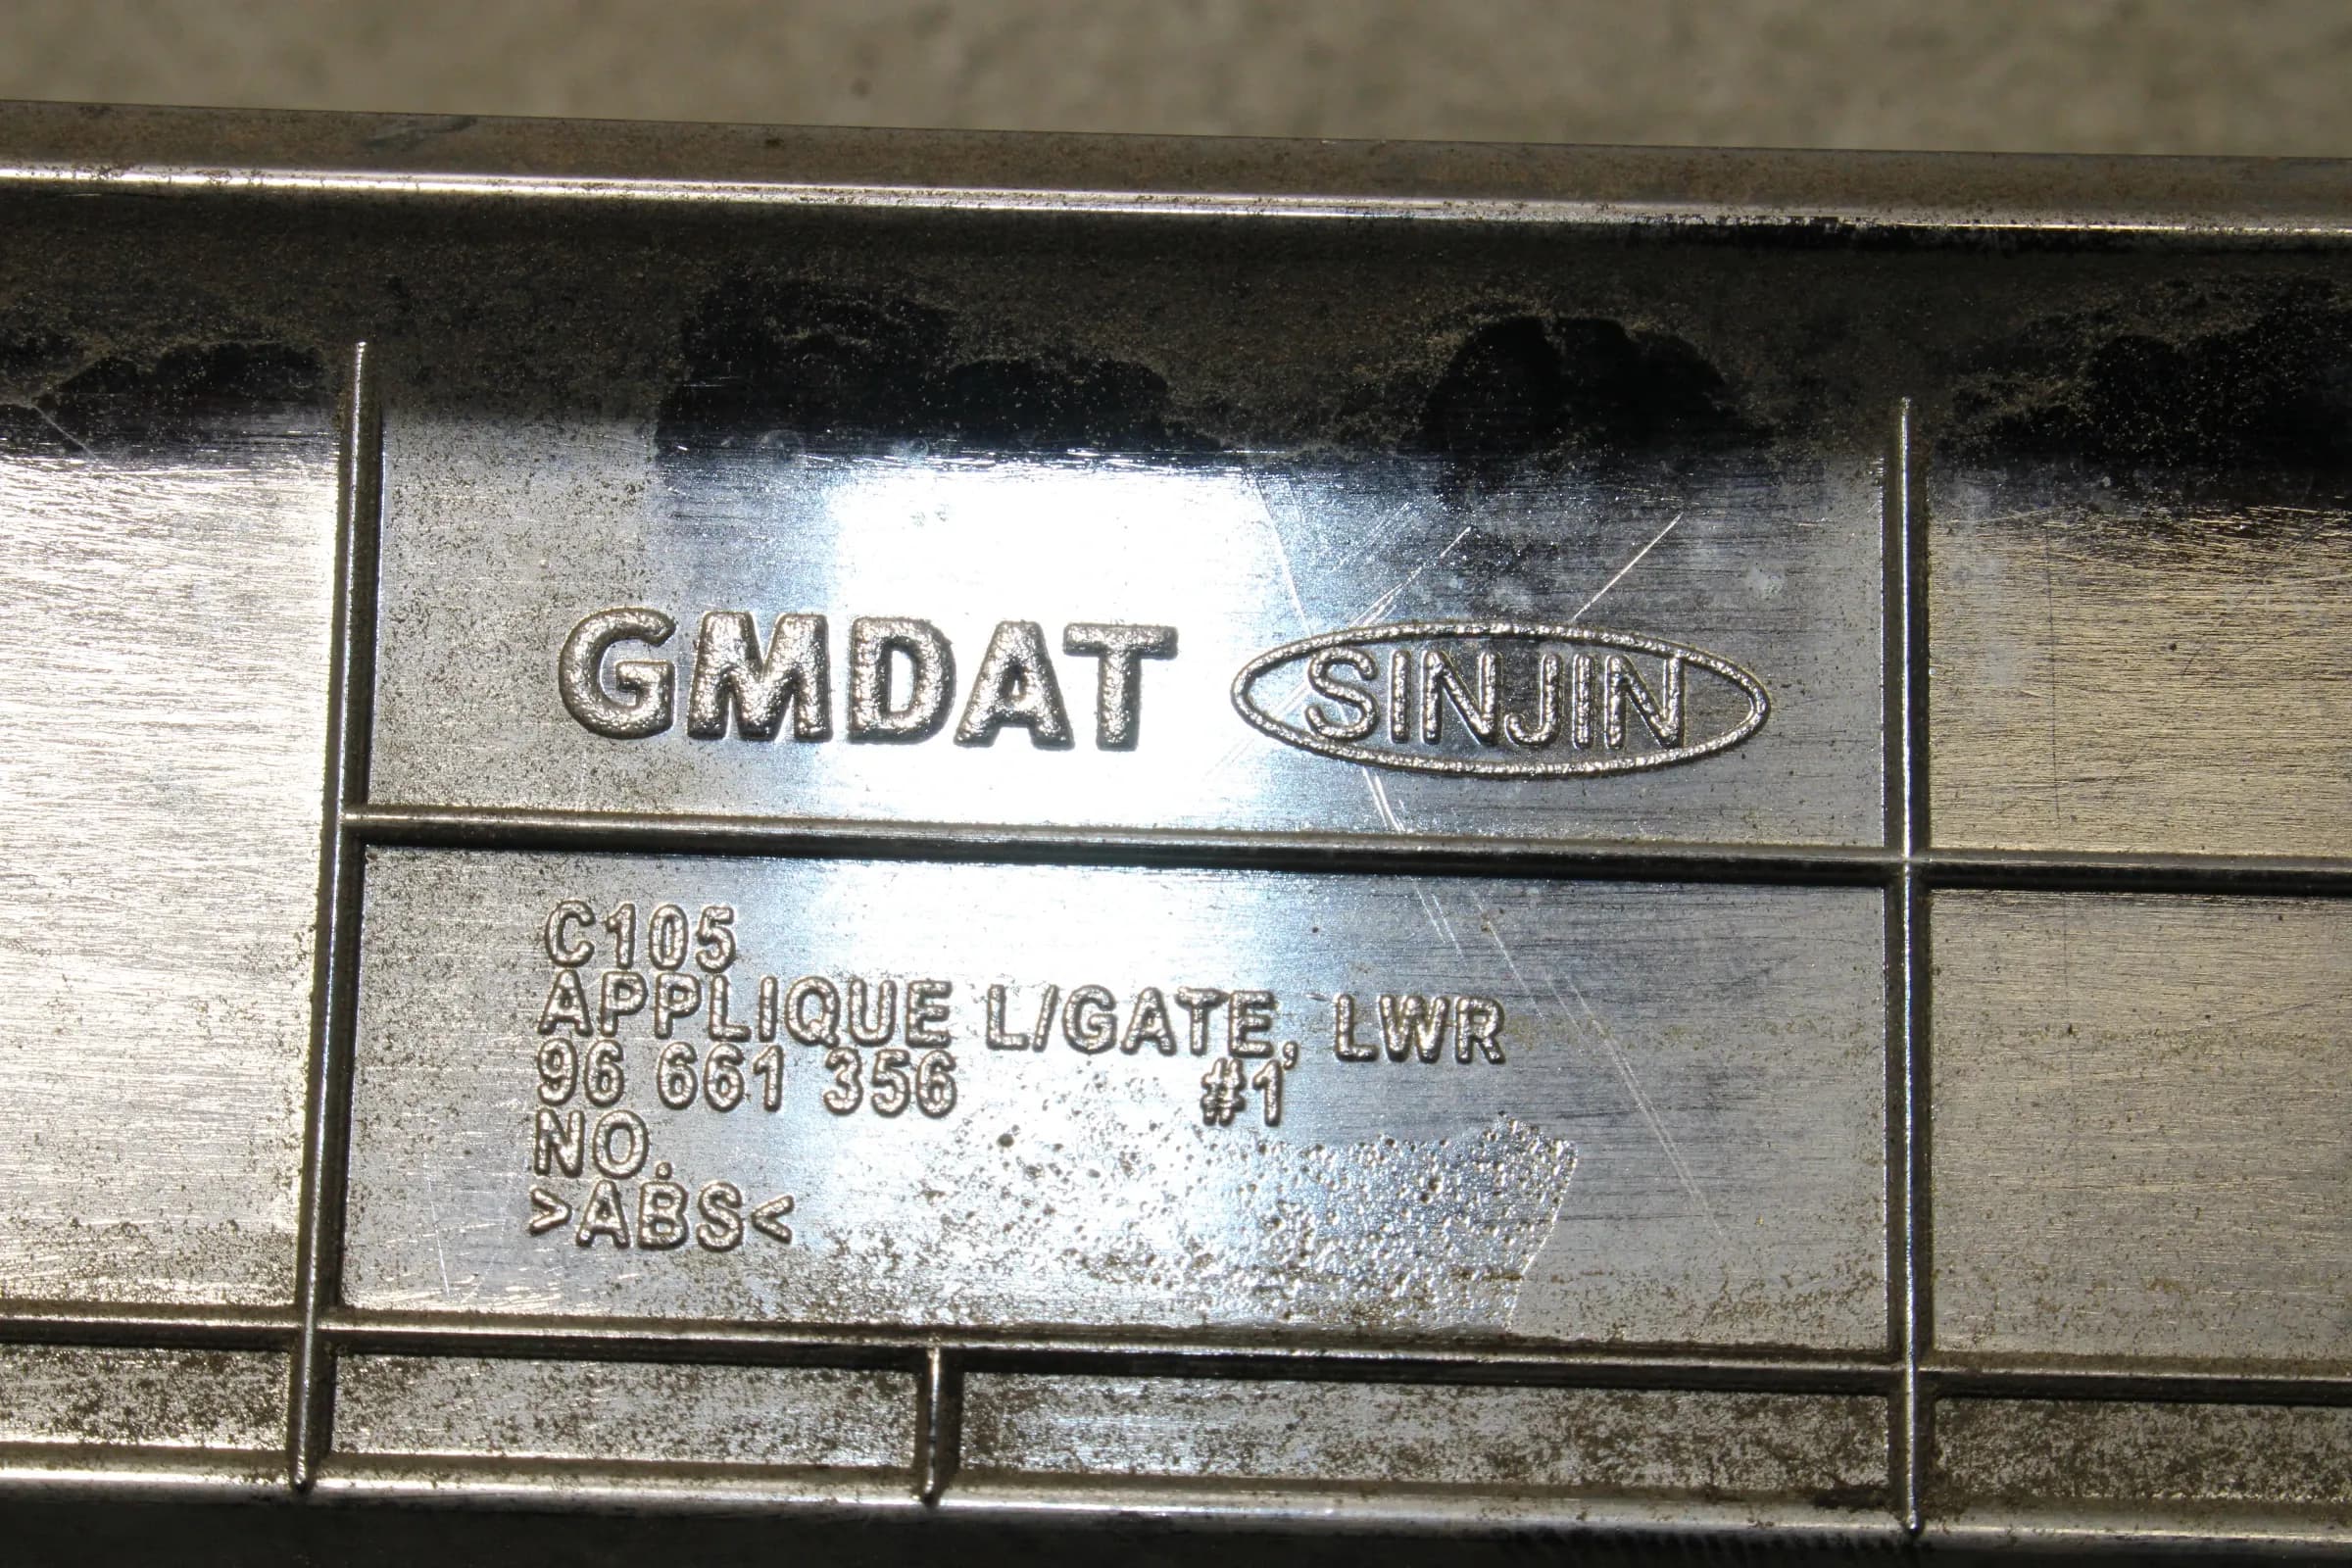 GMDAT SINJIN
C105
APPLIQUE L/GATE, LWR
96 661 356 #1
NO.
>ABS<